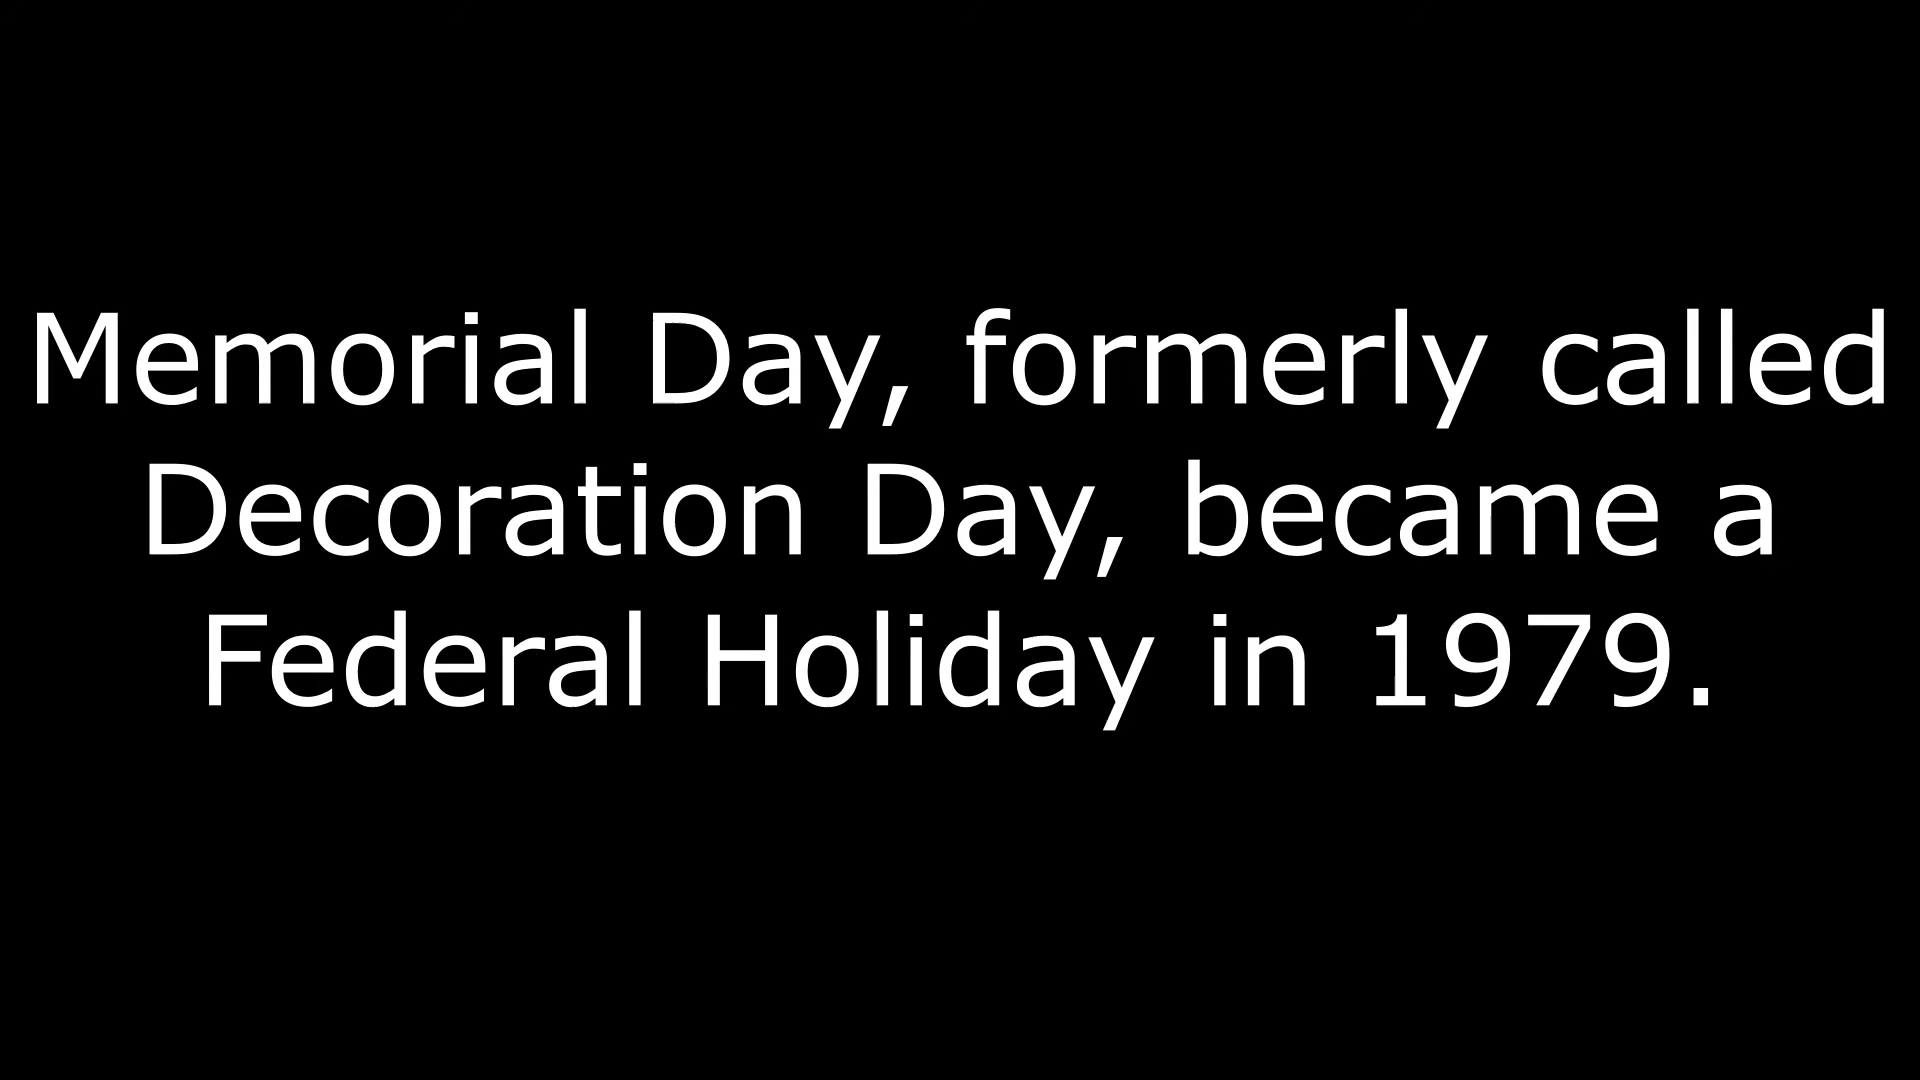 Memorial Day, formerly called
Decoration Day, became a
Federal Holiday in 1979.